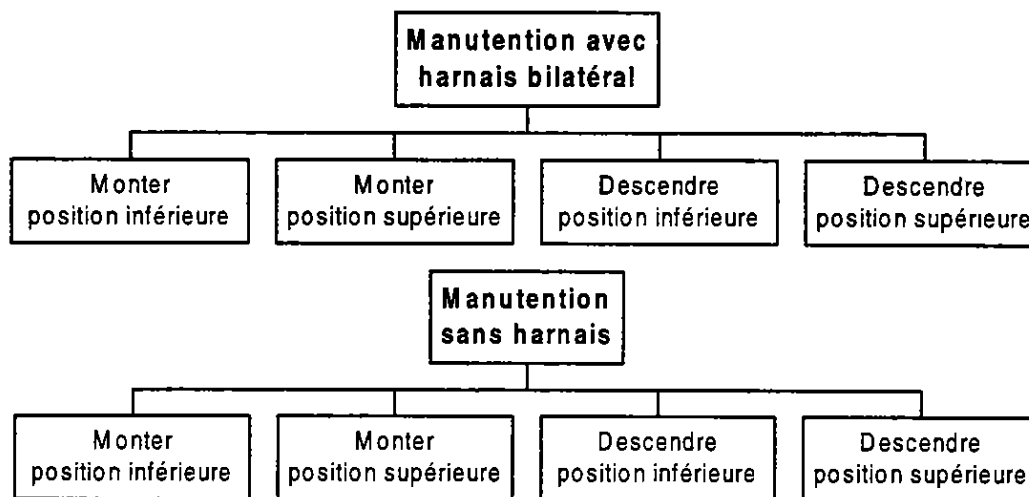 Manutention avec
harnais bilatéral
Monter
position inférieure
Monter
position supérieure
Descendre
position inférieure
Descendre
position supérieure
Manutention
sans harnais
Monter
position inférieure
Monter
position supérieure
Descendre
position inférieure
Descendre
position supérieure